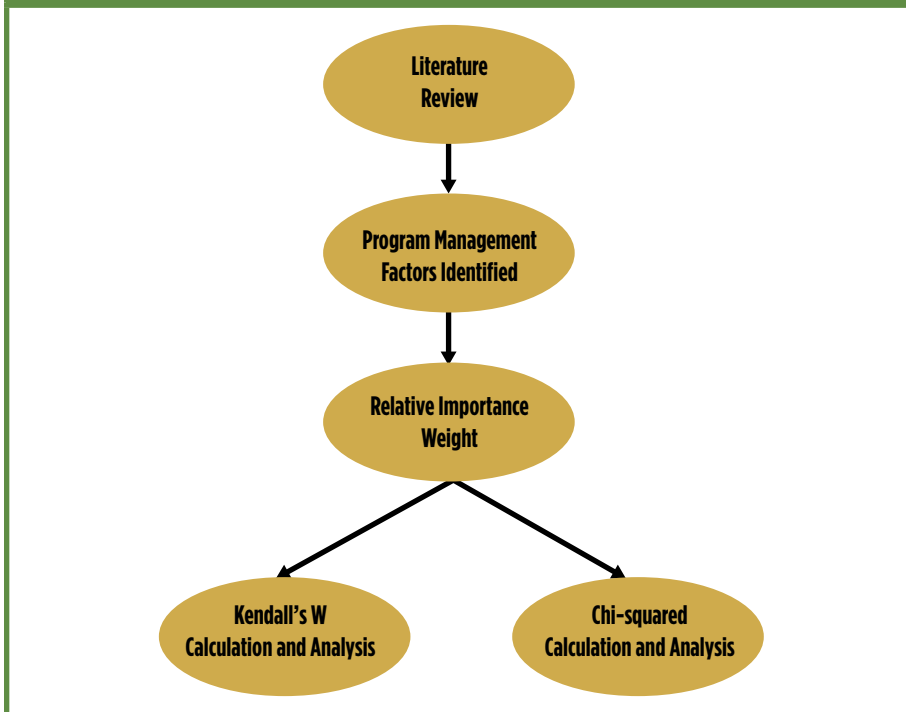 Literature
Review
Program Management
Factors Identified
Relative Importance
Weight
Kendall's W
Calculation and Analysis
Chi-squared
Calculation and Analysis